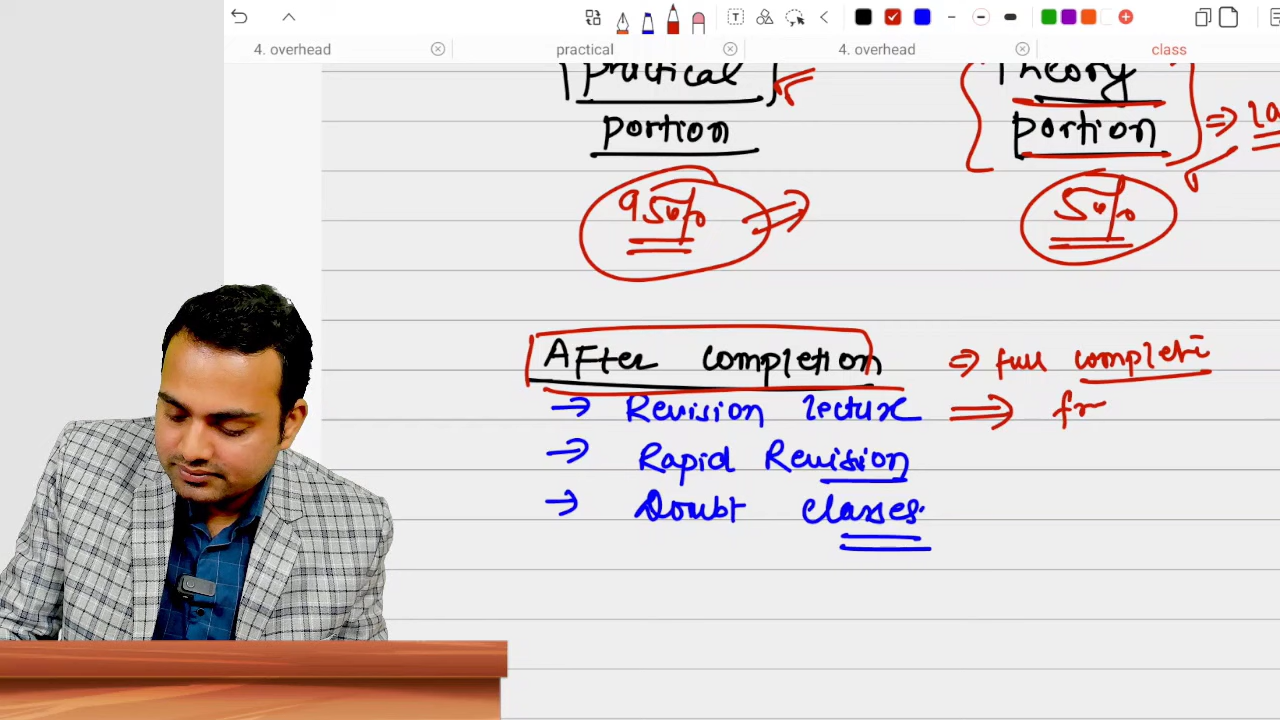 4. overhead practical 4. overhead class
Practical Theory
portion portion ⇒
95% ⇒ 5%
After completion ⇒ full completi
→ Revision lecture ⇒ fr
→ Rapid Revision
→ Doubt classes.